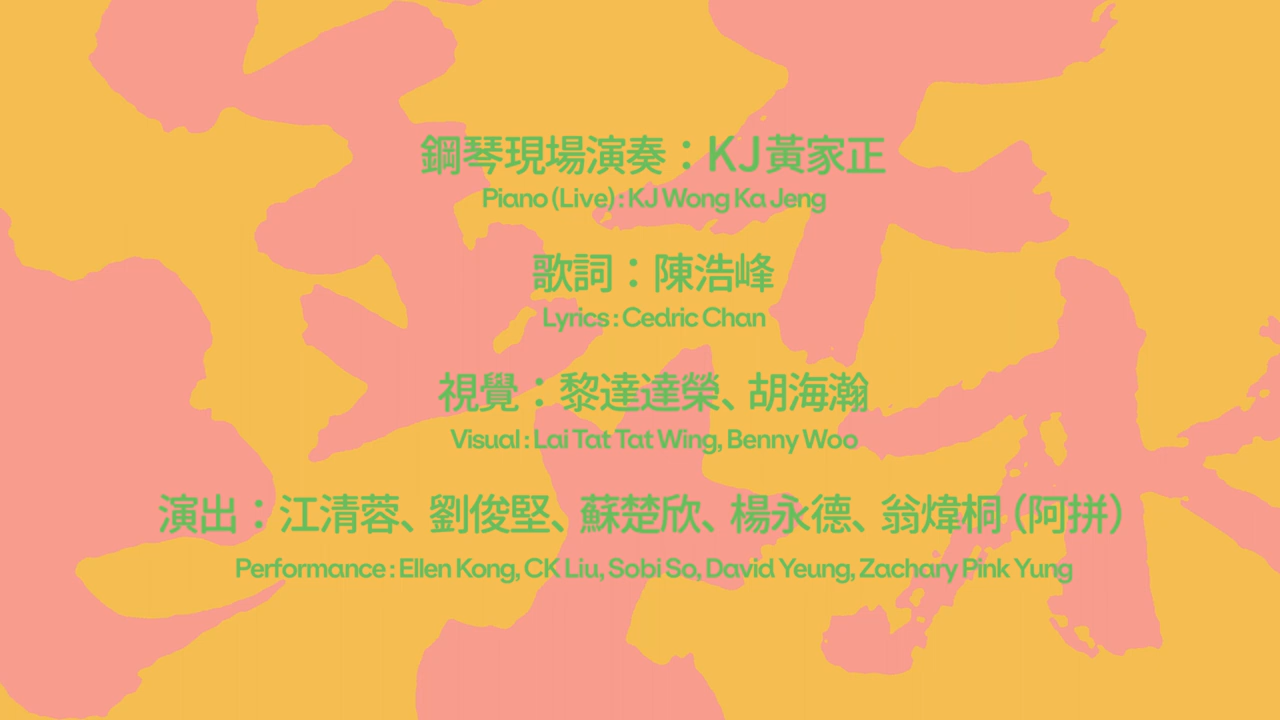 鋼琴現場演奏：KJ黃家正
Piano (Live) : KJ Wong Ka Jeng
歌詞：陳浩峰
Lyrics : Cedric Chan
視覺：黎達達榮、胡海瀚
Visual : Lai Tat Tat Wing, Benny Woo
演出：江清蓉、劉俊堅、蘇楚欣、楊永德、翁煒桐（阿拼）
Performance : Ellen Kong, CK Liu, Sobi So, David Yeung, Zachary Pink Yung